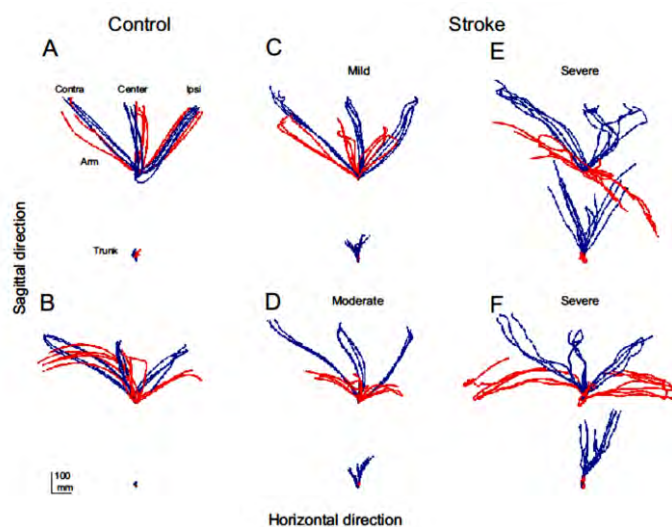 Control
Stroke
A
C
E
Mild
Severe
Contra
Center
Ipsi
Arm
Trunk
Sagittal direction
B
D
F
Moderate
Severe
100
mm
Horizontal direction